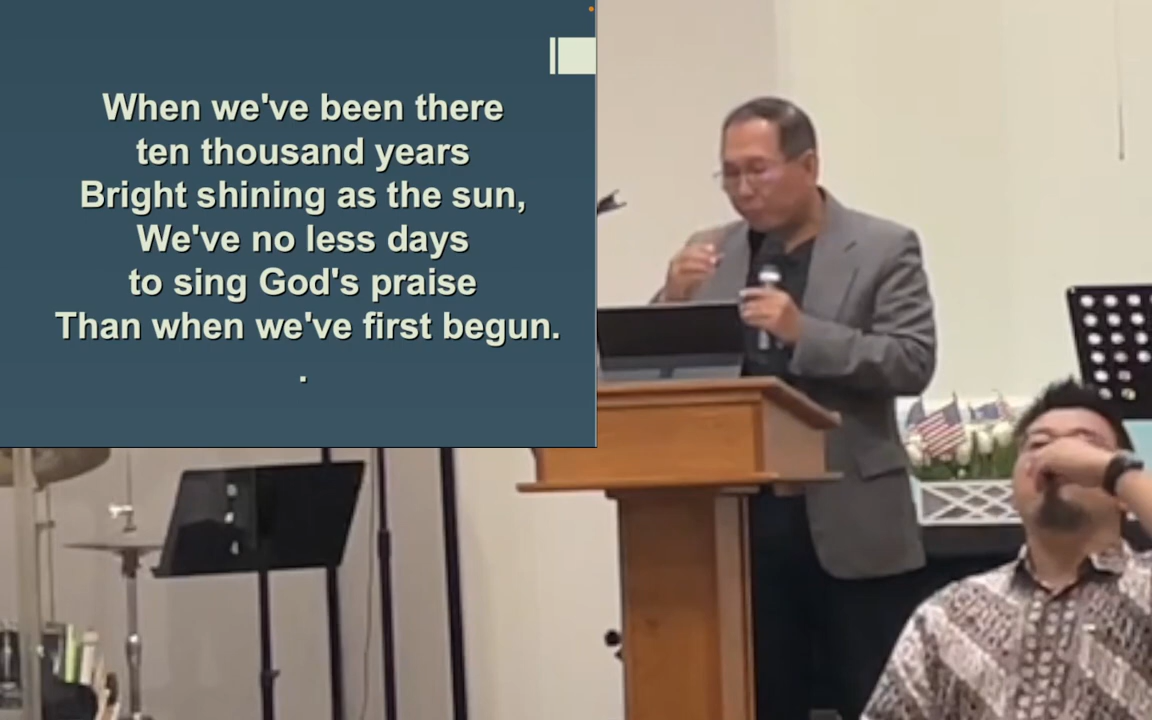 When we've been there
ten thousand years
Bright shining as the sun,
We've no less days
to sing God's praise
Than when we've first begun.
.